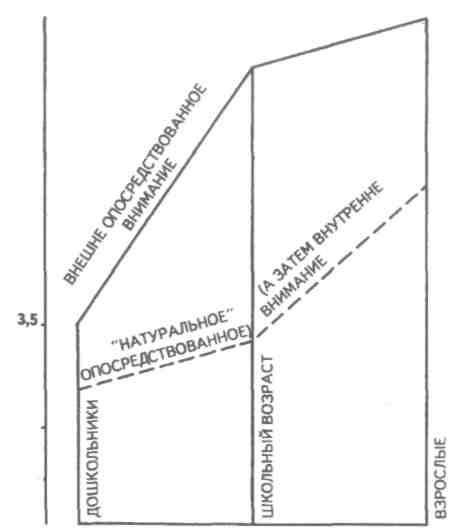 ВНЕШНЕ ОПОСРЕДСТВОВАННОЕ
ВНИМАНИЕ
(А ЗАТЕМ ВНУТРЕННЕ
ВНИМАНИЕ
3,5
"НАТУРАЛЬНОЕ"
ОПОСРЕДСТВОВАННОЕ)
ДОШКОЛЬНИКИ
ШКОЛЬНЫЙ ВОЗРАСТ
ВЗРОСЛЫЕ